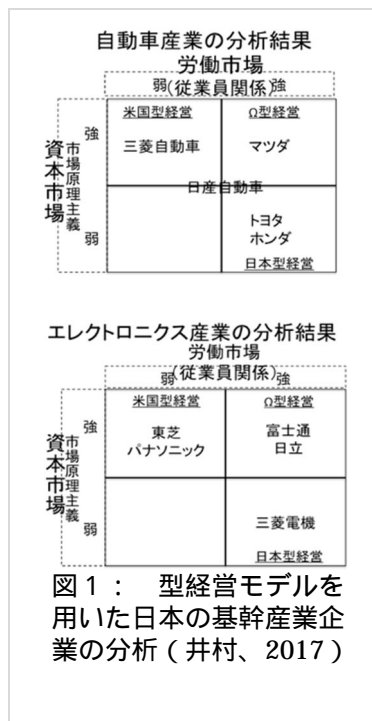 自動車産業の分析結果
労働市場
弱(従業員関係)強
資本市場
市場原理主義
強
弱
米国型経営
Ω型経営
三菱自動車
マツダ
日産自動車
トヨタ
ホンダ
日本型経営
エレクトロニクス産業の分析結果
労働市場
弱(従業員関係)強
資本市場
市場原理主義
強
弱
米国型経営
Ω型経営
東芝
富士通
パナソニック
日立
三菱電機
日本型経営
図1： 型経営モデルを
用いた日本の基幹産業企
業の分析(井村、2017)